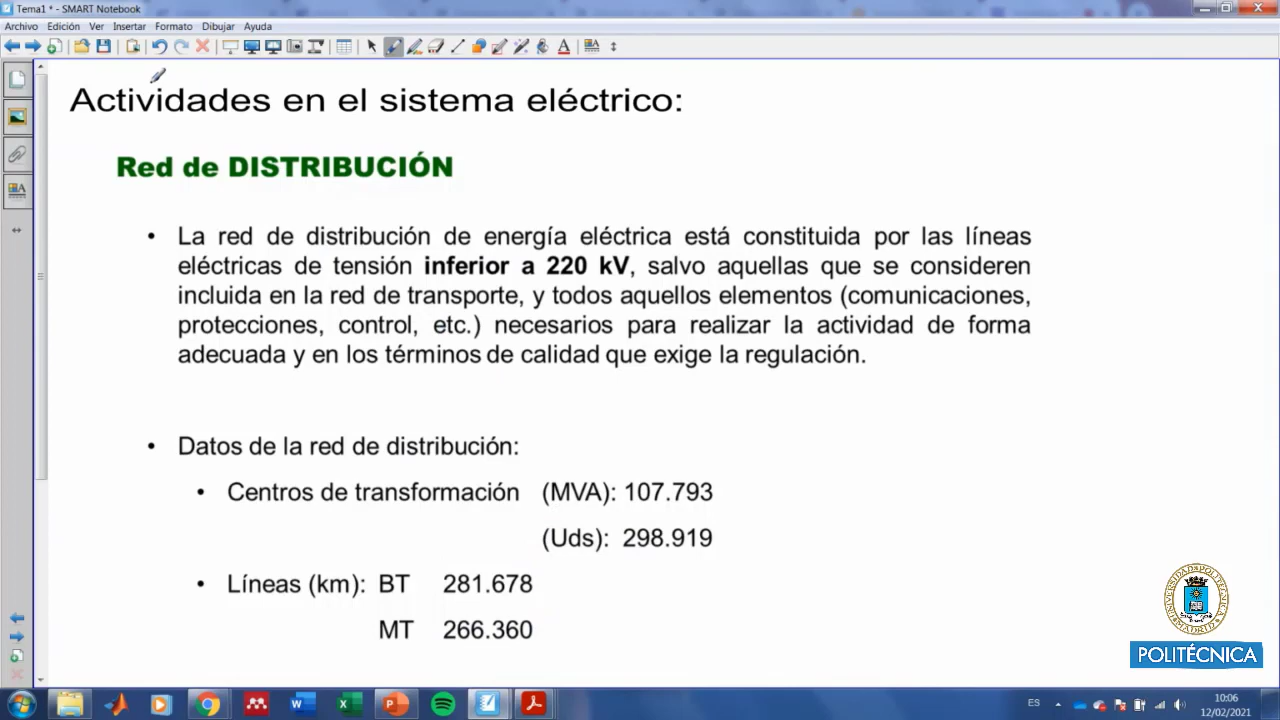 Tema1 * - SMART Notebook
Archivo Edición Ver Insertar Formato Dibujar Ayuda
Actividades en el sistema eléctrico:
Red de DISTRIBUCIÓN
• La red de distribución de energía eléctrica está constituida por las líneas
eléctricas de tensión inferior a 220 kV, salvo aquellas que se consideren
incluida en la red de transporte, y todos aquellos elementos (comunicaciones,
protecciones, control, etc.) necesarios para realizar la actividad de forma
adecuada y en los términos de calidad que exige la regulación.
• Datos de la red de distribución:
• Centros de transformación (MVA): 107.793
(Uds): 298.919
• Líneas (km): BT 281.678
MT 266.360
POLITÉCNICA
ES
10:06
12/02/2021